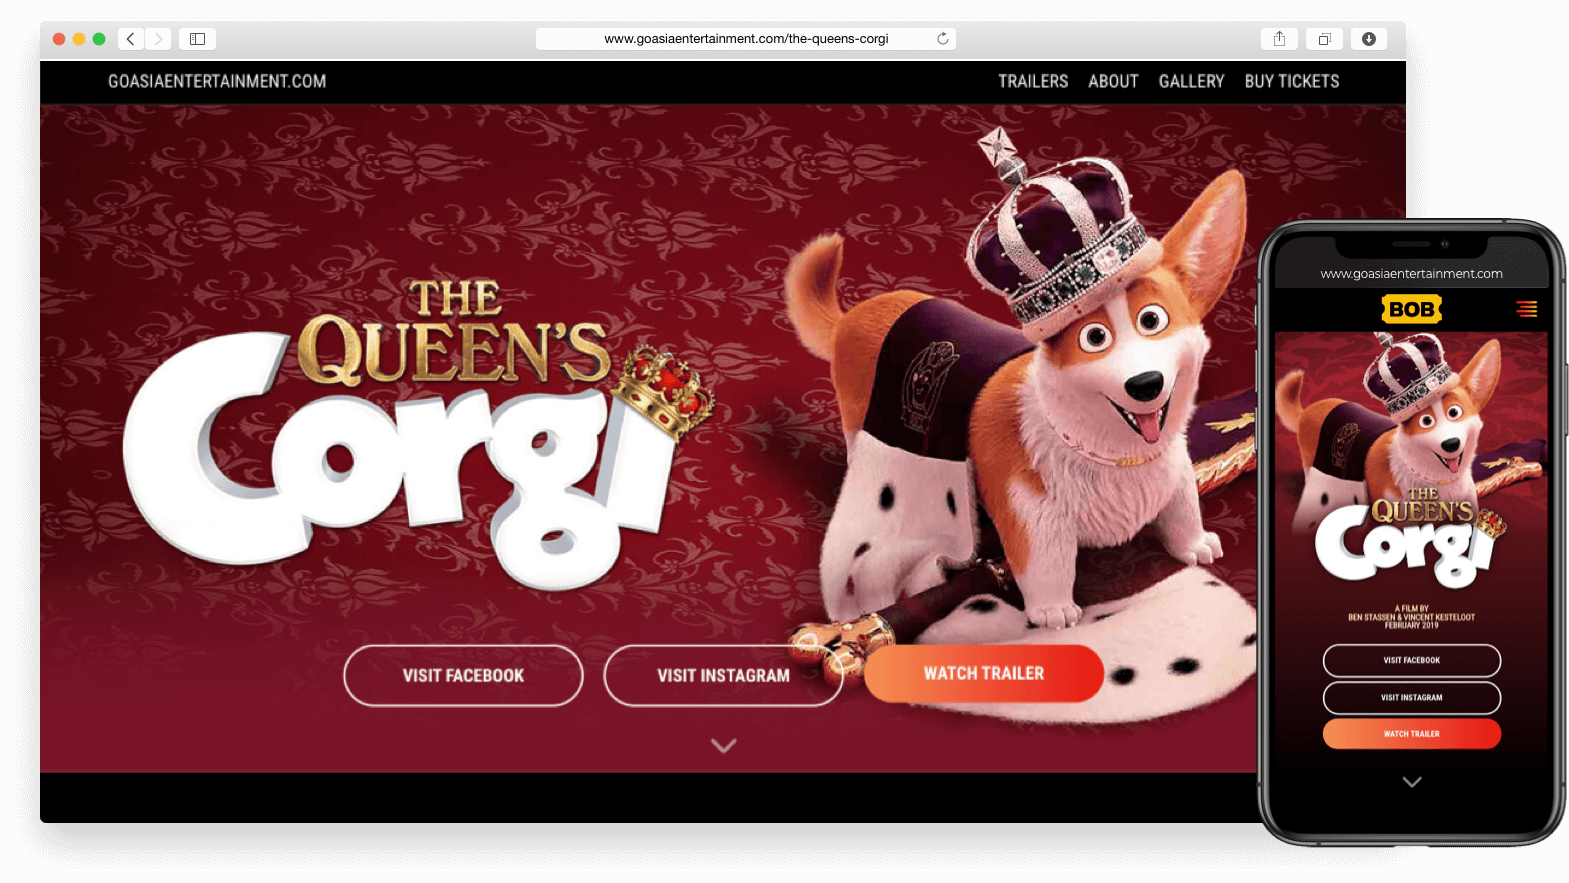 www.goasiaentertainment.com/the-queens-corgi
GOASIAENTERTAINMENT.COM
TRAILERS ABOUT GALLERY BUY TICKETS
THE
QUEEN'S
Corgi
VISIT FACEBOOK
VISIT INSTAGRAM
WATCH TRAILER
www.goasiaentertainment.com
BOB
THE
QUEEN'S
Corgi
A FILM BY
BEN STASSEN & VINCENT KESTELOOT
FEBRUARY 2019
VISIT FACEBOOK
VISIT INSTAGRAM
WATCH TRAILER